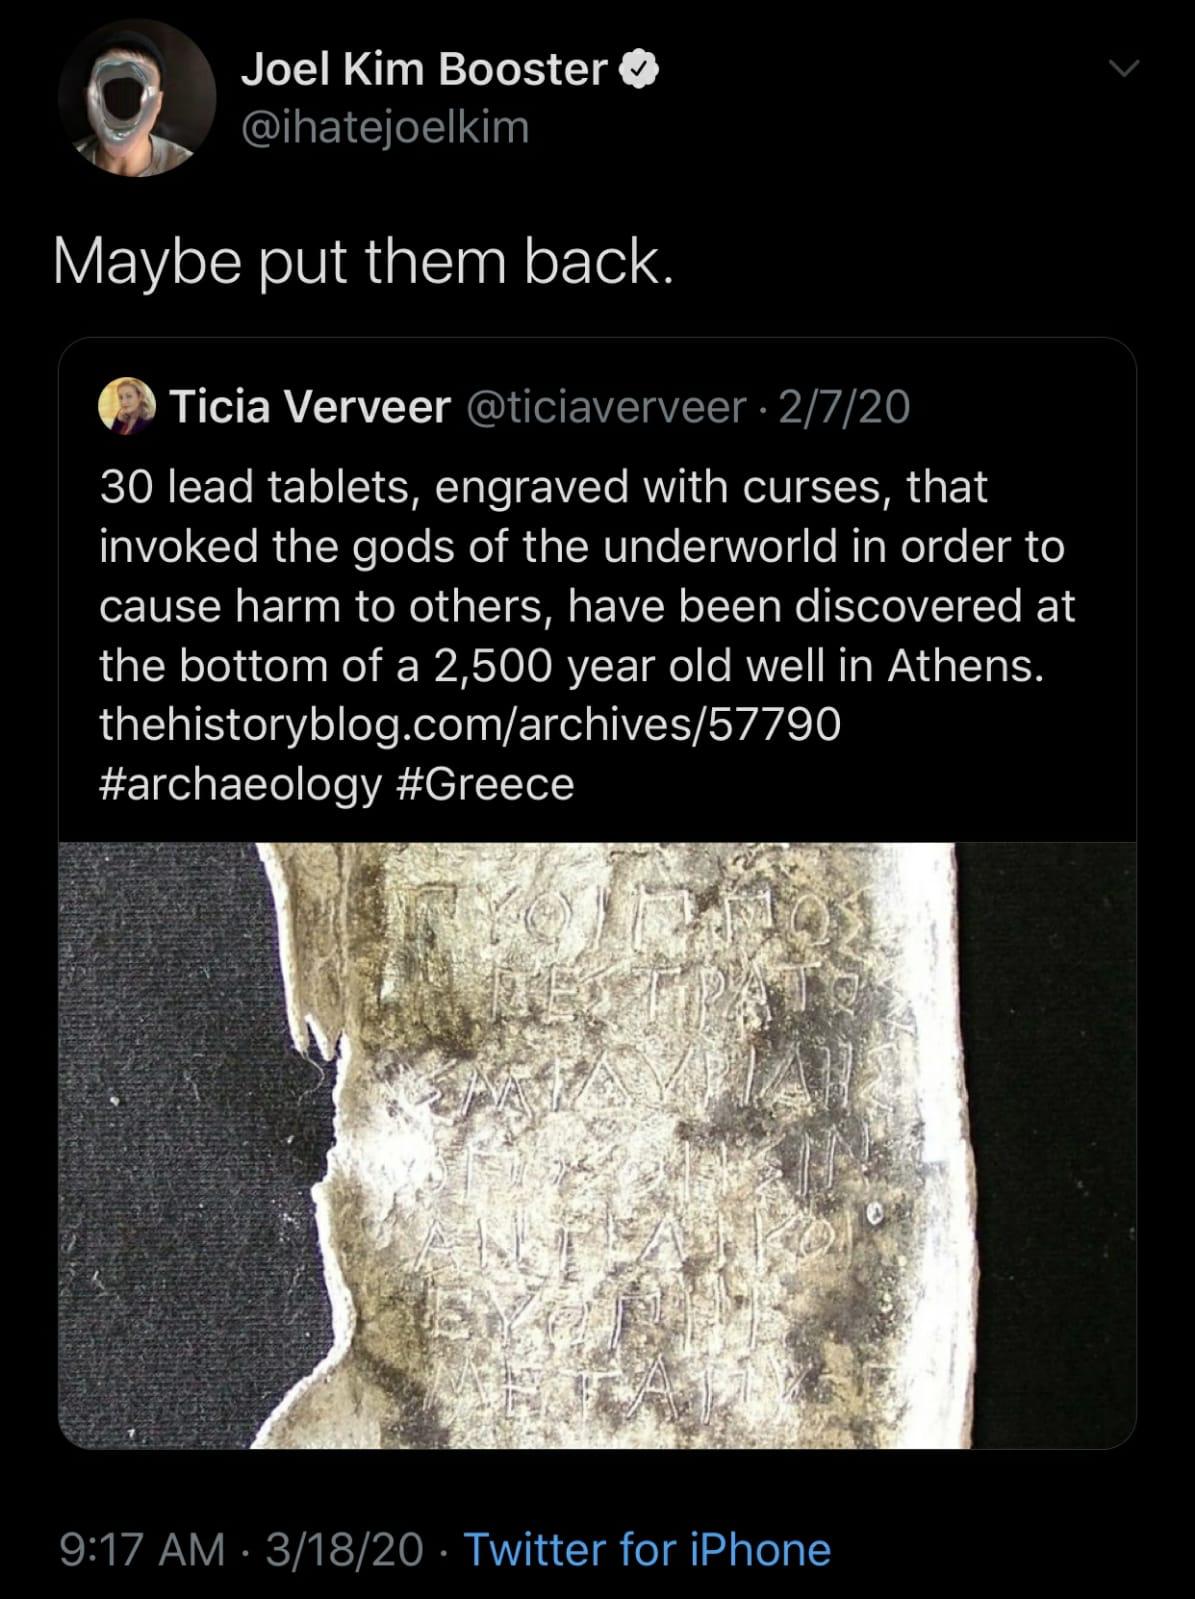 Joel Kim Booster
@ihatejoelkim
Maybe put them back.
Ticia Verveer @ticiaverveer · 2/7/20
30 lead tablets, engraved with curses, that
invoked the gods of the underworld in order to
cause harm to others, have been discovered at
the bottom of a 2,500 year old well in Athens.
thehistoryblog.com/archives/57790
#archaeology #Greece
9:17 AM · 3/18/20 · Twitter for iPhone